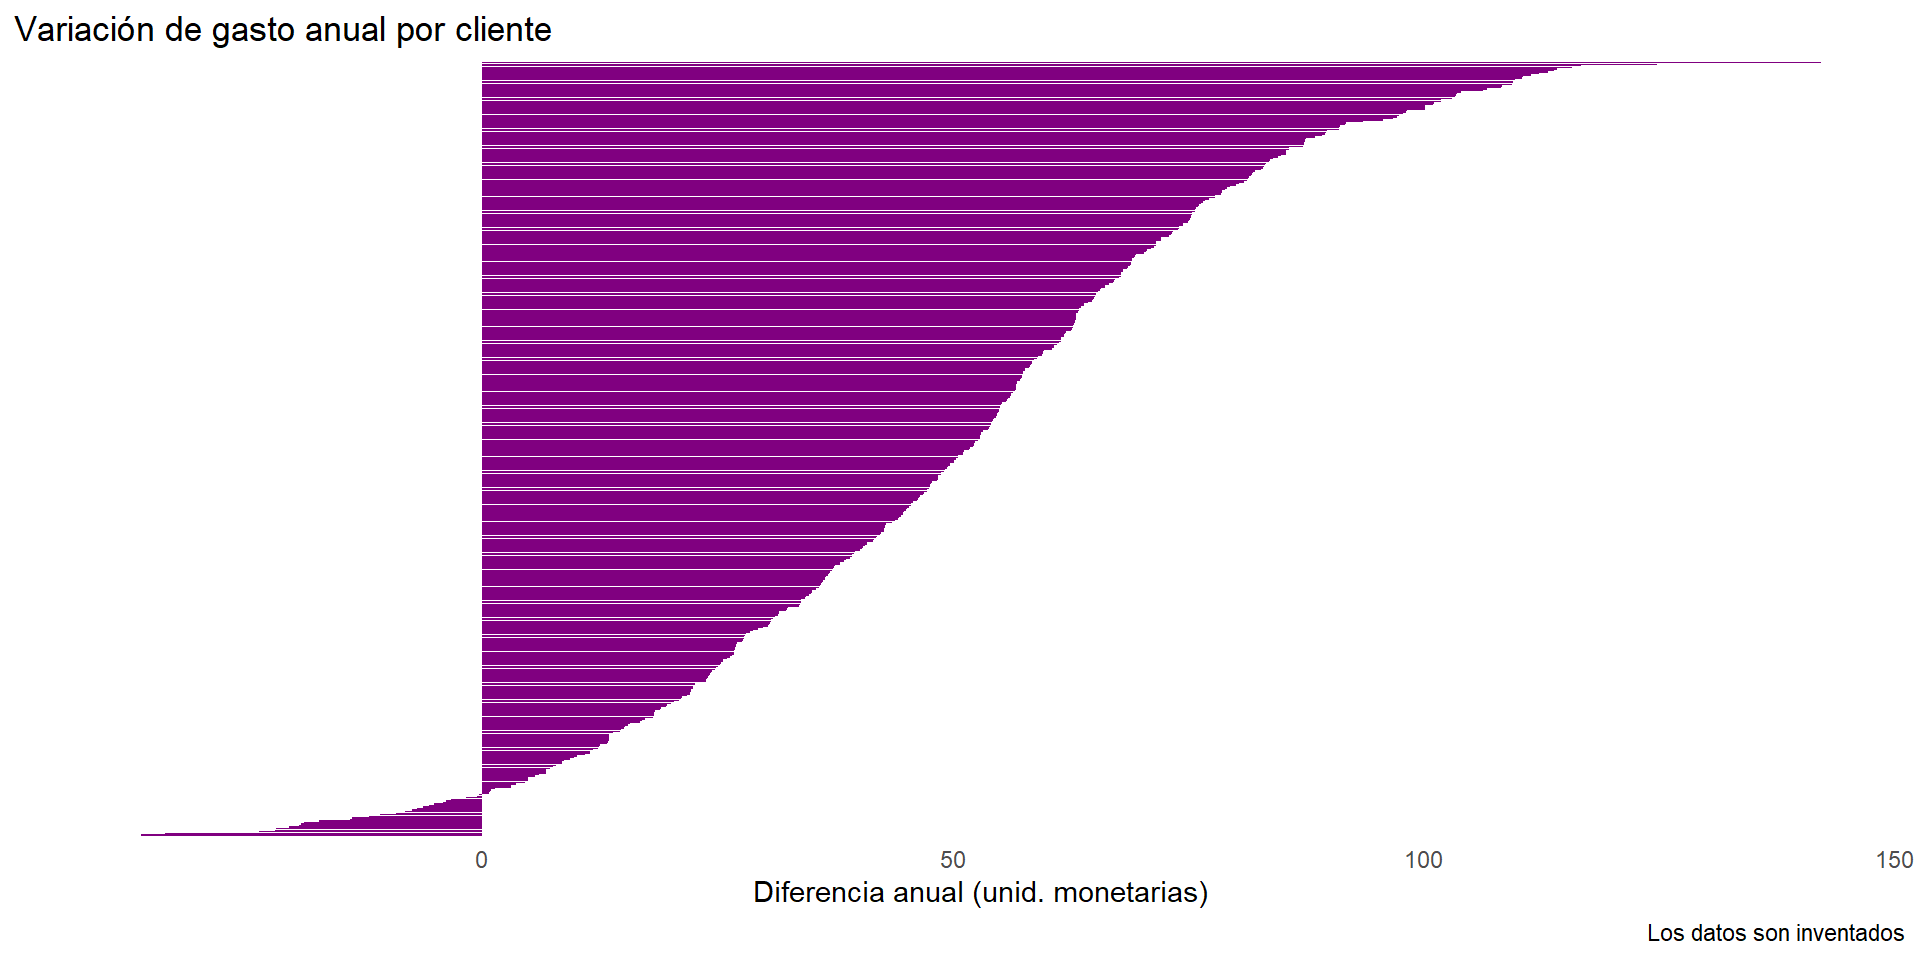 Variación de gasto anual por cliente
0 50 100 150
Diferencia anual (unid. monetarias)
Los datos son inventados